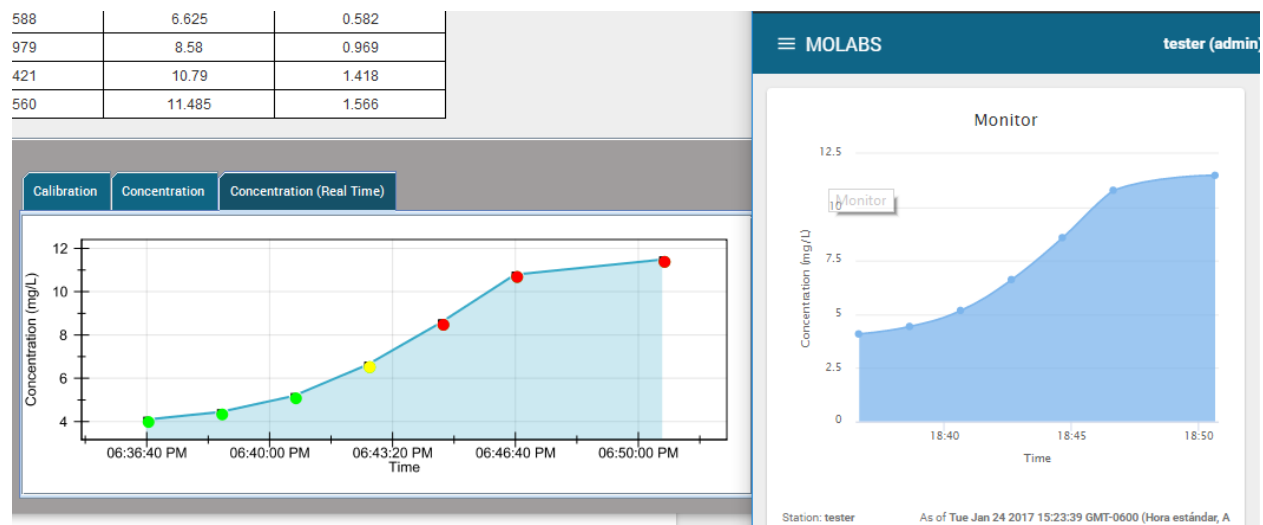 588 6.625 0.582
979 8.58 0.969
421 10.79 1.418
560 11.485 1.566
Calibration Concentration Concentration (Real Time)
12
10
8
6
4
Concentration (mg/L)
06:36:40 PM 06:40:00 PM 06:43:20 PM 06:46:40 PM 06:50:00 PM
Time
≡ MOLABS tester (admin)
Monitor
12.5
10
Monitor
7.5
5
2.5
0
Concentration (mg/L)
18:40 18:45 18:50
Time
Station: tester As of Tue Jan 24 2017 15:23:39 GMT-0600 (Hora estándar, A